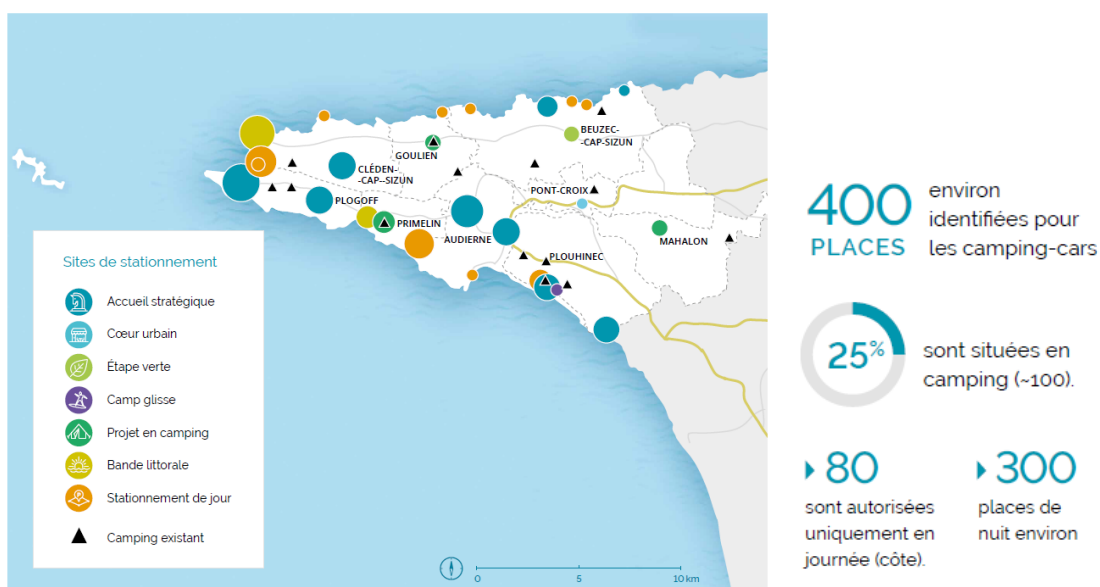 GOULIEN
BEUZEC-
-CAP-SIZUN
CLÉDEN-
-CAP--SIZUN
PONT-CROIX
PLOGOFF
PRIMELIN
AUDIERNE
MAHALON
PLOUHINEC
Sites de stationnement
Accueil stratégique
Cœur urbain
Étape verte
Camp glisse
Projet en camping
Bande littorale
Stationnement de jour
Camping existant
0 5 10 km
400
PLACES
environ
identifiées pour
les camping-cars
25%
sont situées en
camping (~100).
80
sont autorisées
uniquement en
journée (côte).
300
places de
nuit environ